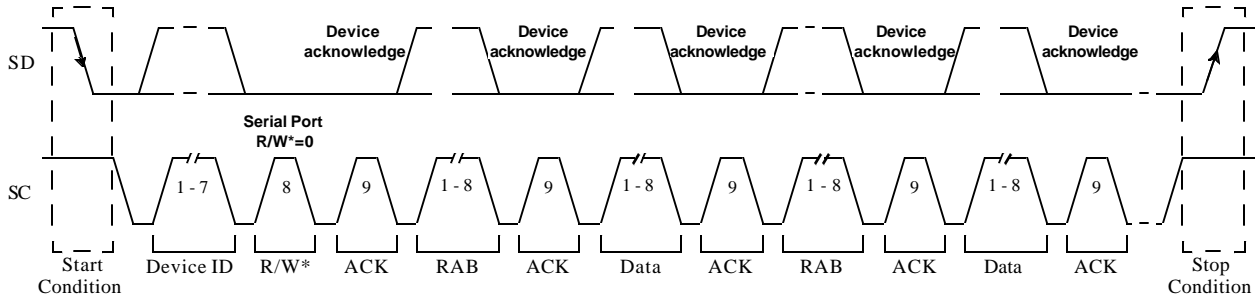 Device
acknowledge
Device
acknowledge
Device
acknowledge
Device
acknowledge
Device
acknowledge
SD
Serial Port
R/W*=0
SC
1 - 7
8
9
1 - 8
9
1 - 8
9
1 - 8
9
1 - 8
9
Start
Condition
Device ID
R/W*
ACK
RAB
ACK
Data
ACK
RAB
ACK
Data
ACK
Stop
Condition